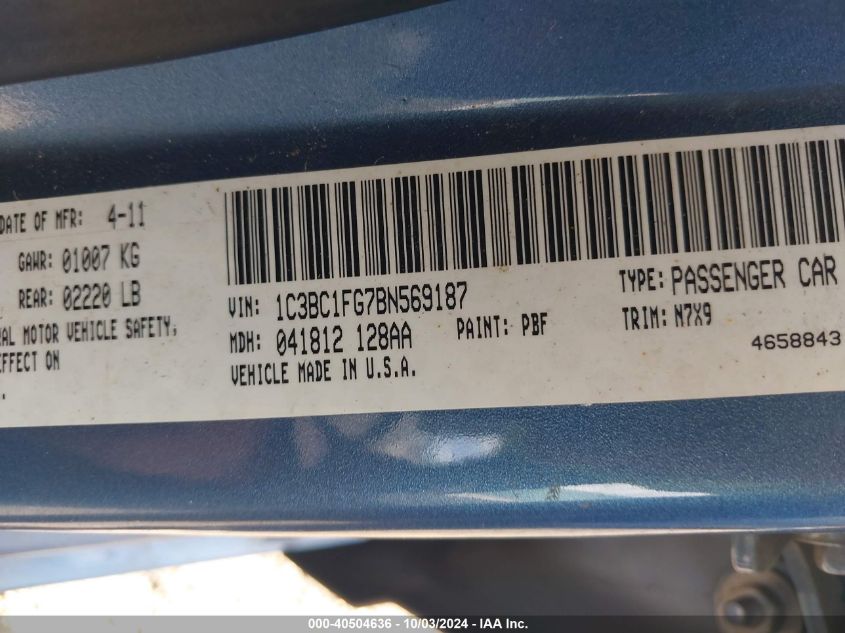 DATE OF MFR: 4-11
GAWR: 01007 KG
REAR: 02220 LB
MOTOR VEHICLE SAFETY,
EFFECT ON
VIN: 1C3BC1FG7BN569187
TYPE: PASSENGER CAR
MDH: 041812 128AA
PAINT: PBF
TRIM: N7X9
VEHICLE MADE IN U.S.A.
4658843
000-40504636 - 10/03/2024 - IAA Inc.